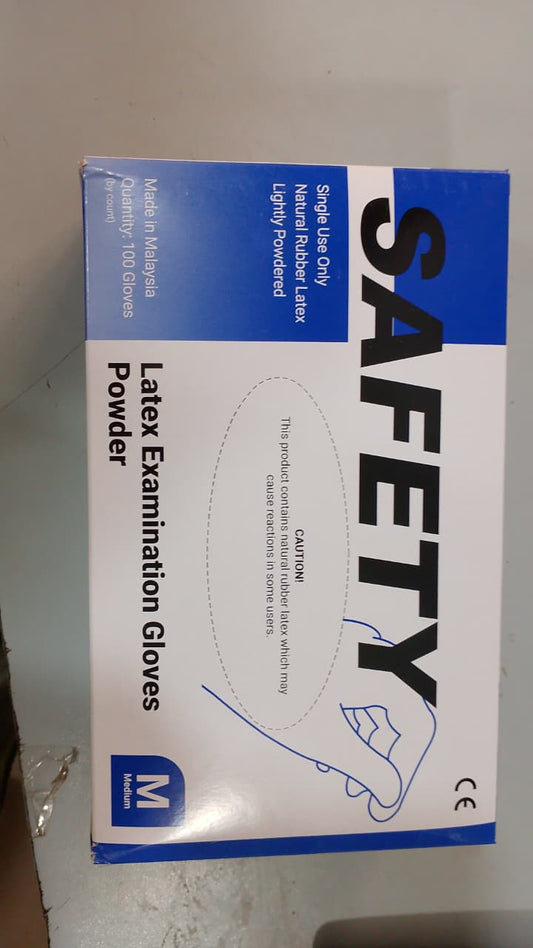 SAFETY
CE
Single Use Only
Natural Rubber Latex
Lightly Powdered
CAUTION!
This product contains natural rubber latex which may
cause reactions in some users.
Made in Malaysia
Quantity: 100 Gloves
(by count)
Latex Examination Gloves
Powder
M
Medium